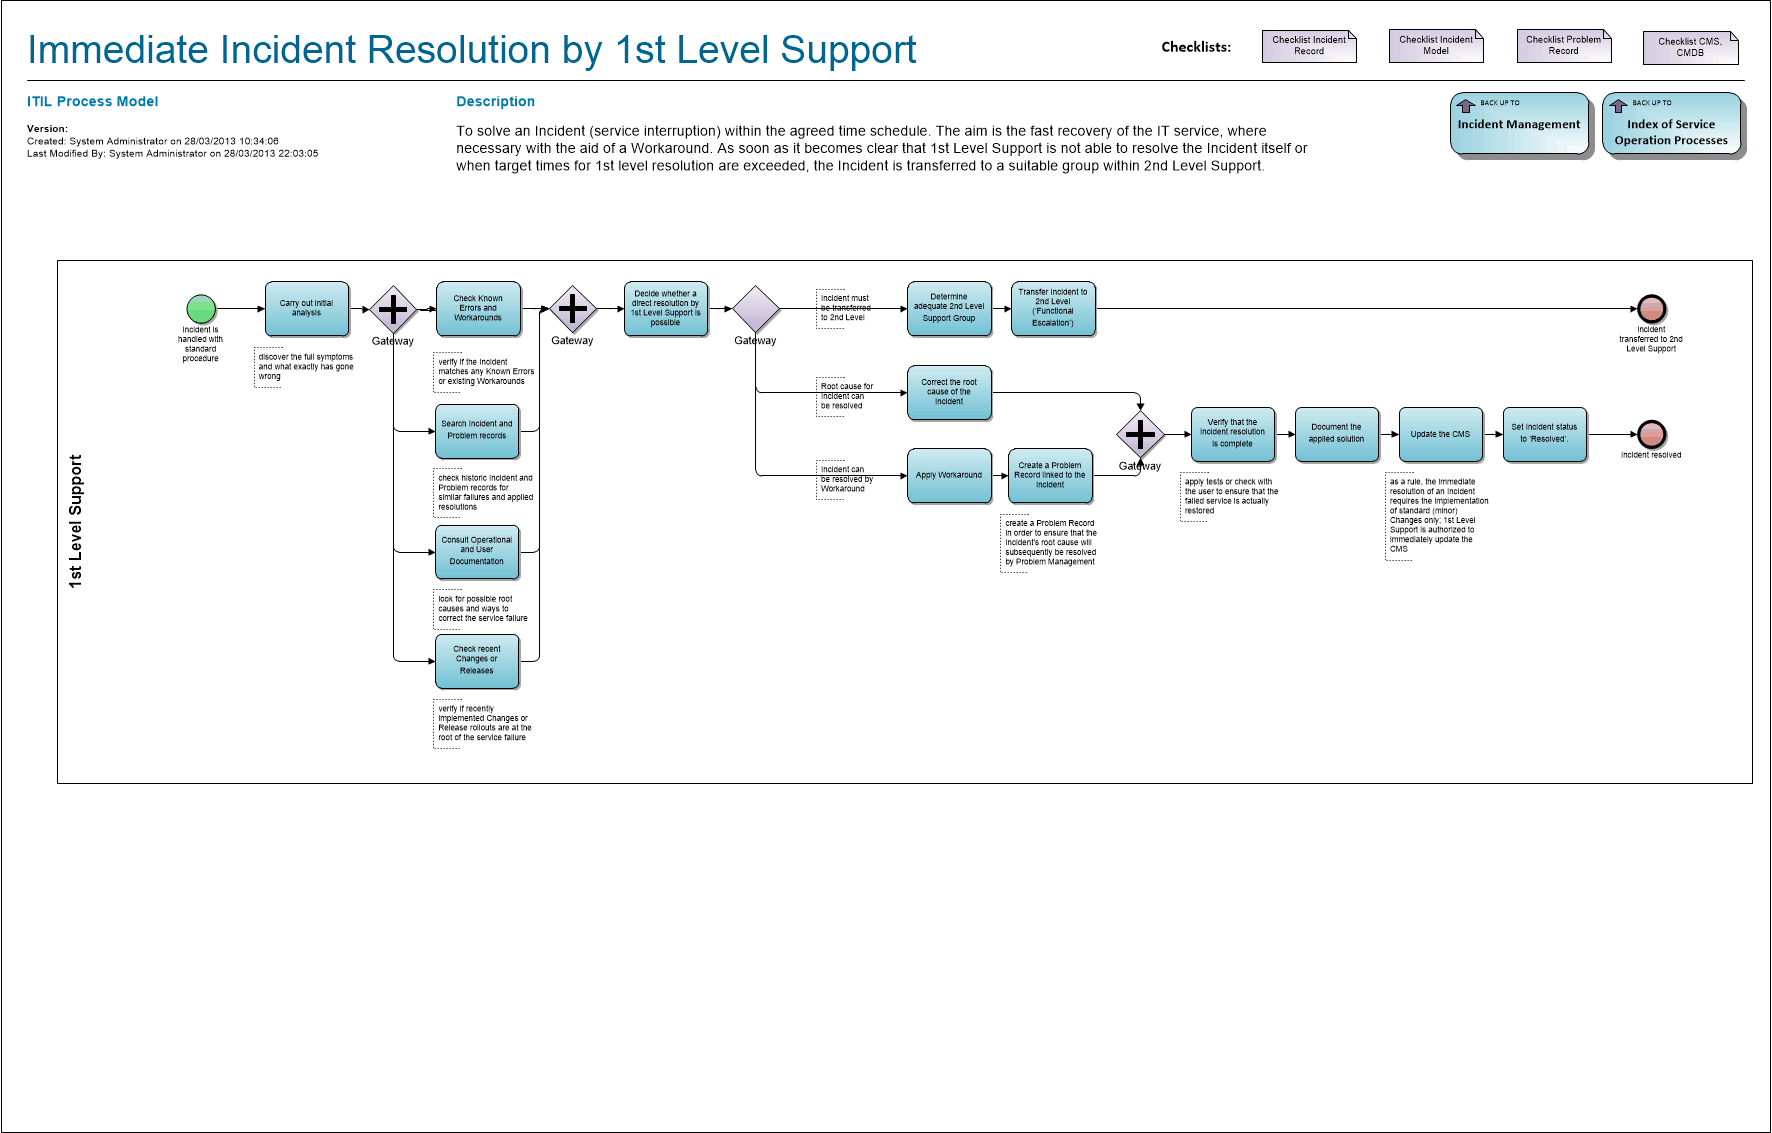 Immediate Incident Resolution by 1st Level Support
Checklists:
Checklist Incident
Record
Checklist Incident
Model
Checklist Problem
Record
Checklist CMS,
CMDB
ITIL Process Model
Version:
Created: System Administrator on 28/03/2013 10:34:06
Last Modified By: System Administrator on 28/03/2013 22:03:05
Description
To solve an Incident (service interruption) within the agreed time schedule. The aim is the fast recovery of the IT service, where
necessary with the aid of a Workaround. As soon as it becomes clear that 1st Level Support is not able to resolve the Incident itself or
when target times for 1st level resolution are exceeded, the Incident is transferred to a suitable group within 2nd Level Support.
BACK UP TO
Incident Management
BACK UP TO
Index of Service
Operation Processes
1st Level Support
Incident is
handled with
standard
procedure
Carry out initial
analysis
discover the full symptoms
and what exactly has gone
wrong
Gateway
Check Known
Errors and
Workarounds
verify if the Incident
matches any Known Errors
or existing Workarounds
Search Incident and
Problem records
check historic Incident and
Problem records for
similar failures and applied
resolutions
Consult Operational
and User
Documentation
look for possible root
causes and ways to
correct the service failure
Check recent
Changes or
Releases
verify if recently
implemented Changes or
Release rollouts are at the
root of the service failure
Gateway
Decide whether a
direct resolution by
1st Level Support is
possible
Gateway
Incident must
be transferred
to 2nd Level
Determine
adequate 2nd Level
Support Group
Transfer Incident to
2nd Level
('Functional
Escalation')
Incident
transferred to 2nd
Level Support
Root cause for
Incident can
be resolved
Correct the root
cause of the
Incident
Incident can
be resolved by
Workaround
Apply Workaround
Create a Problem
Record linked to the
Incident
create a Problem Record
in order to ensure that the
Incident's root cause will
subsequently be resolved
by Problem Management
Gateway
Verify that the
Incident resolution
is complete
apply tests or check with
the user to ensure that the
failed service is actually
restored
Document the
applied solution
Update the CMS
as a rule, the immediate
resolution of an Incident
requires the implementation
of standard (minor)
Changes only; 1st Level
Support is authorized to
immediately update the
CMS
Set Incident status
to 'Resolved'.
Incident resolved